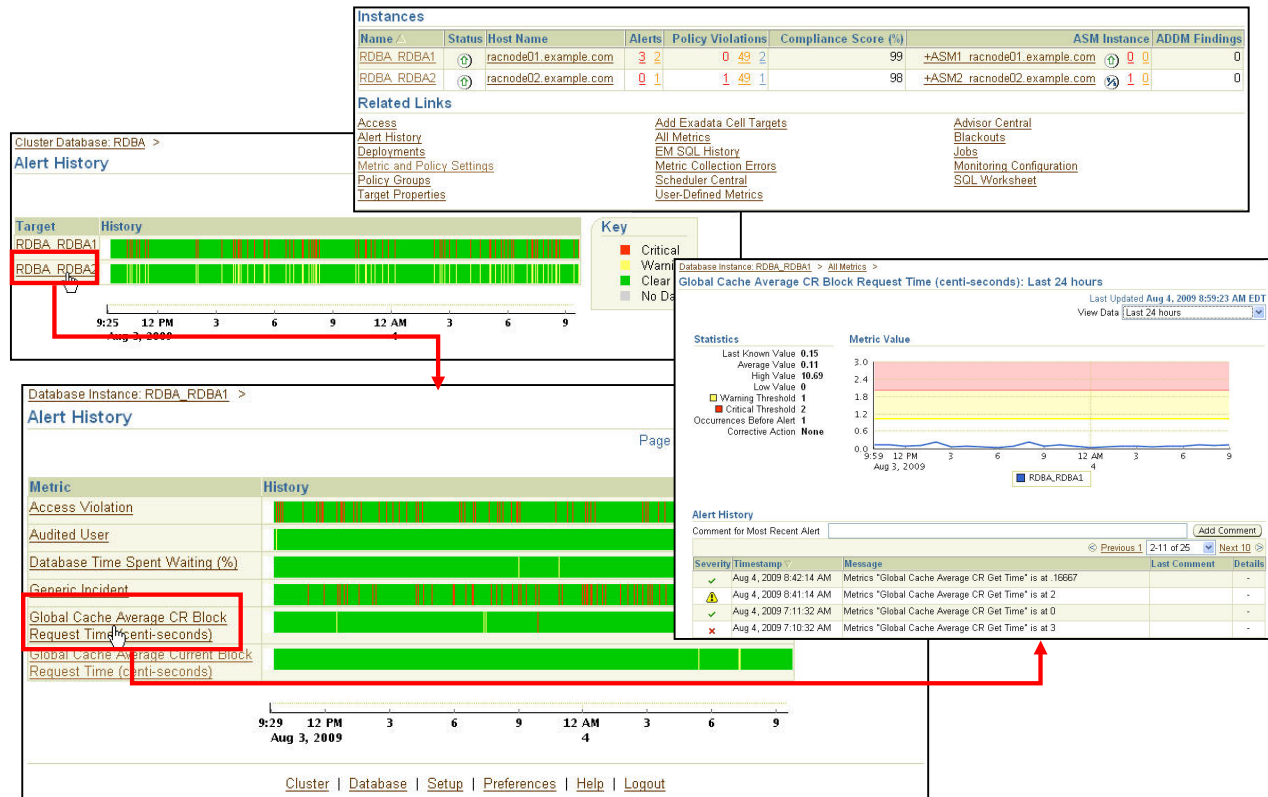 Instances
Name Status Host Name Alerts Policy Violations Compliance Score (%) ASM Instance ADDM Findings
RDBA_RDBA1 racnode01.example.com 3 2 0 49 2 99 +ASM1_racnode01.example.com 0 0 0
RDBA_RDBA2 racnode02.example.com 0 1 1 49 1 98 +ASM2_racnode02.example.com 1 0 0
Related Links
Access Add Exadata Cell Targets Advisor Central
Alert History All Metrics Blackouts
Deployments EM SQL History Jobs
Metric and Policy Settings Metric Collection Errors Monitoring Configuration
Policy Groups Scheduler Central SQL Worksheet
Target Properties User-Defined Metrics
Cluster Database: RDBA >
Alert History
Target History
RDBA_RDBA1
RDBA_RDBA2
Key
Critical
Warni
Clear
No Da
9:25 12 PM 3 6 9 12 AM 3 6 9
Aug 3, 2009 4
Database Instance: RDBA_RDBA1 > All Metrics >
Global Cache Average CR Block Request Time (centi-seconds): Last 24 hours
Last Updated Aug 4, 2009 8:59:23 AM EDT
View Data Last 24 hours
Statistics
Last Known Value 0.15
Average Value 0.11
High Value 10.69
Low Value 0
Warning Threshold 1
Critical Threshold 2
Occurrences Before Alert 1
Corrective Action None
Metric Value
3.0
2.4
1.8
1.2
0.6
0.0
9:59 12 PM 3 6 9 12 AM 3 6 9
Aug 3, 2009 4
RDBA_RDBA1
Alert History
Comment for Most Recent Alert Add Comment
Previous 1 2-11 of 25 Next 10
Severity Timestamp Message Last Comment Details
Aug 4, 2009 8:42:14 AM Metrics "Global Cache Average CR Get Time" is at .16667 -
Aug 4, 2009 8:41:14 AM Metrics "Global Cache Average CR Get Time" is at 2 -
Aug 4, 2009 7:11:32 AM Metrics "Global Cache Average CR Get Time" is at 0 -
Aug 4, 2009 7:10:32 AM Metrics "Global Cache Average CR Get Time" is at 3 -
Database Instance: RDBA_RDBA1 >
Alert History
Page
Metric History
Access Violation
Audited User
Database Time Spent Waiting (%)
Generic Incident
Global Cache Average CR Block
Request Time (centi-seconds)
Global Cache Average Current Block
Request Time (centi-seconds)
9:29 12 PM 3 6 9 12 AM 3 6 9
Aug 3, 2009 4
Cluster | Database | Setup | Preferences | Help | Logout